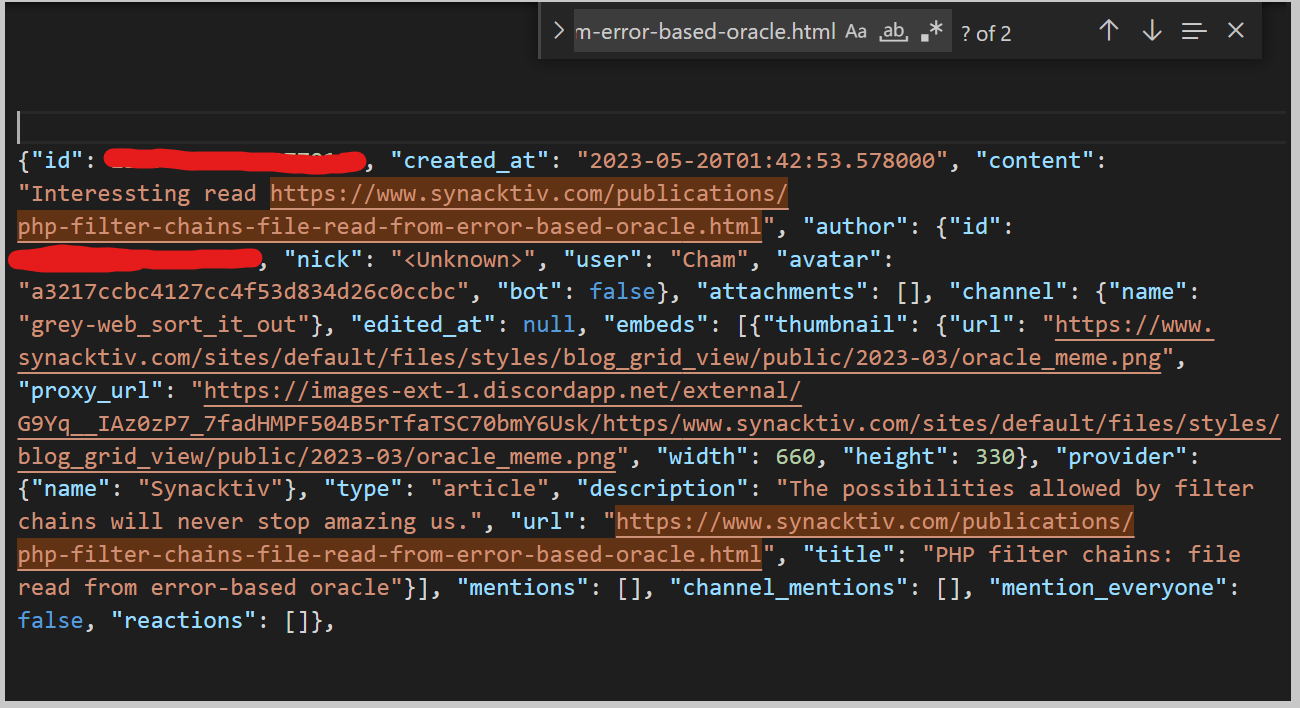 m-error-based-oracle.html Aa ab ? of 2
{"id": , "created_at": "2023-05-20T01:42:53.578000", "content":
"Interessting read https://www.synacktiv.com/publications/
php-filter-chains-file-read-from-error-based-oracle.html", "author": {"id":
, "nick": "<Unknown>", "user": "Cham", "avatar":
"a3217ccbc4127cc4f53d834d26c0ccbc", "bot": false}, "attachments": [], "channel": {"name":
"grey-web_sort_it_out"}, "edited_at": null, "embeds": [{"thumbnail": {"url": "https://www.
synacktiv.com/sites/default/files/styles/blog_grid_view/public/2023-03/oracle_meme.png",
"proxy_url": "https://images-ext-1.discordapp.net/external/
G9Yq__IAz0zP7_7fadHMPF504B5rTfaTSC70bmY6Usk/https/www.synacktiv.com/sites/default/files/styles/
blog_grid_view/public/2023-03/oracle_meme.png", "width": 660, "height": 330}, "provider":
{"name": "Synacktiv"}, "type": "article", "description": "The possibilities allowed by filter
chains will never stop amazing us.", "url": "https://www.synacktiv.com/publications/
php-filter-chains-file-read-from-error-based-oracle.html", "title": "PHP filter chains: file
read from error-based oracle"}], "mentions": [], "channel_mentions": [], "mention_everyone":
false, "reactions": []},